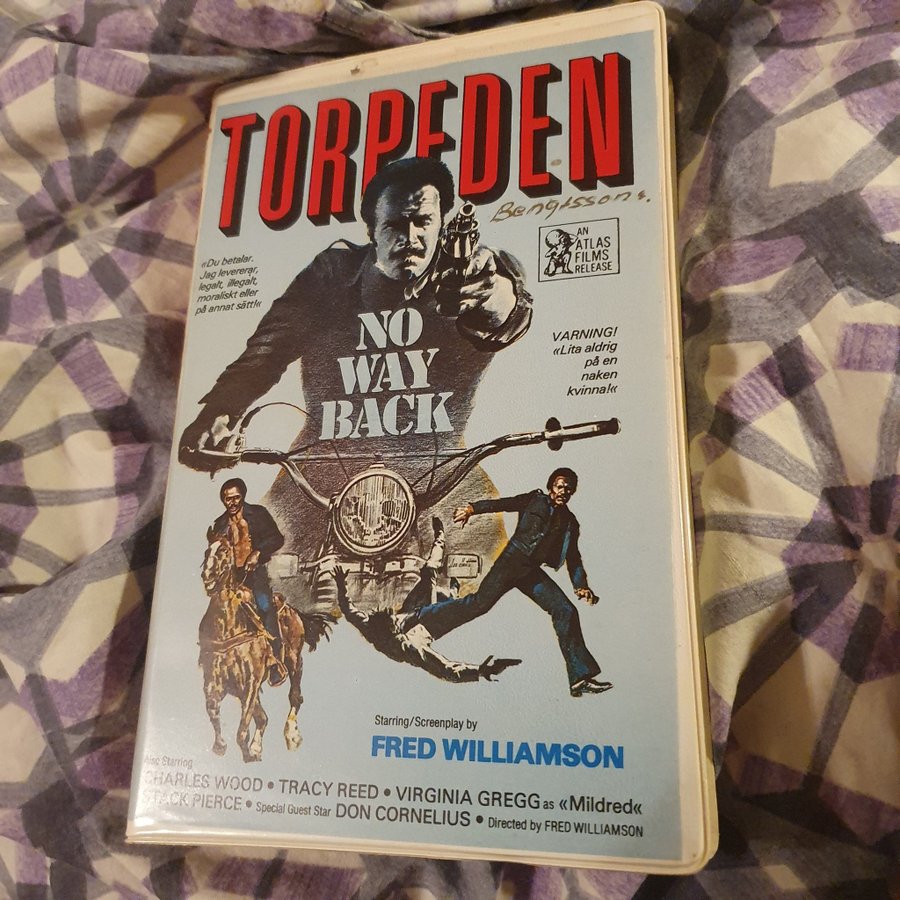 TORPEDEN
Bengtssons.
AN
ATLAS
FILMS
RELEASE
«Du betalar.
Jag levererar,
legalt, illegalt,
moraliskt eller
på annat sätt!«
NO
WAY
BACK
VARNING!
«Lita aldrig
på en
naken
kvinna!«
Starring/Screenplay by
FRED WILLIAMSON
Also Starring
CHARLES WOOD • TRACY REED • VIRGINIA GREGG as «Mildred«
STACK PIERCE • Special Guest Star DON CORNELIUS • Directed by FRED WILLIAMSON